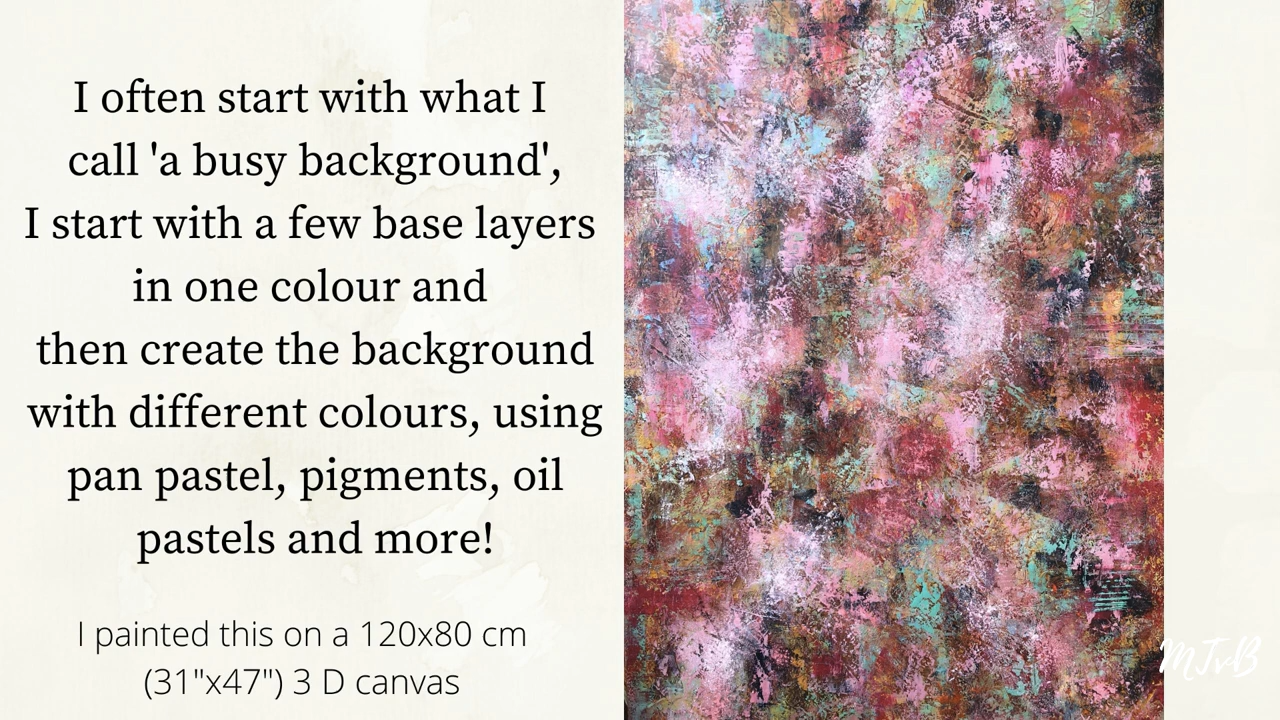 I often start with what I
call 'a busy background',
I start with a few base layers
in one colour and
then create the background
with different colours, using
pan pastel, pigments, oil
pastels and more!
I painted this on a 120x80 cm
(31"x47") 3 D canvas
MJvB